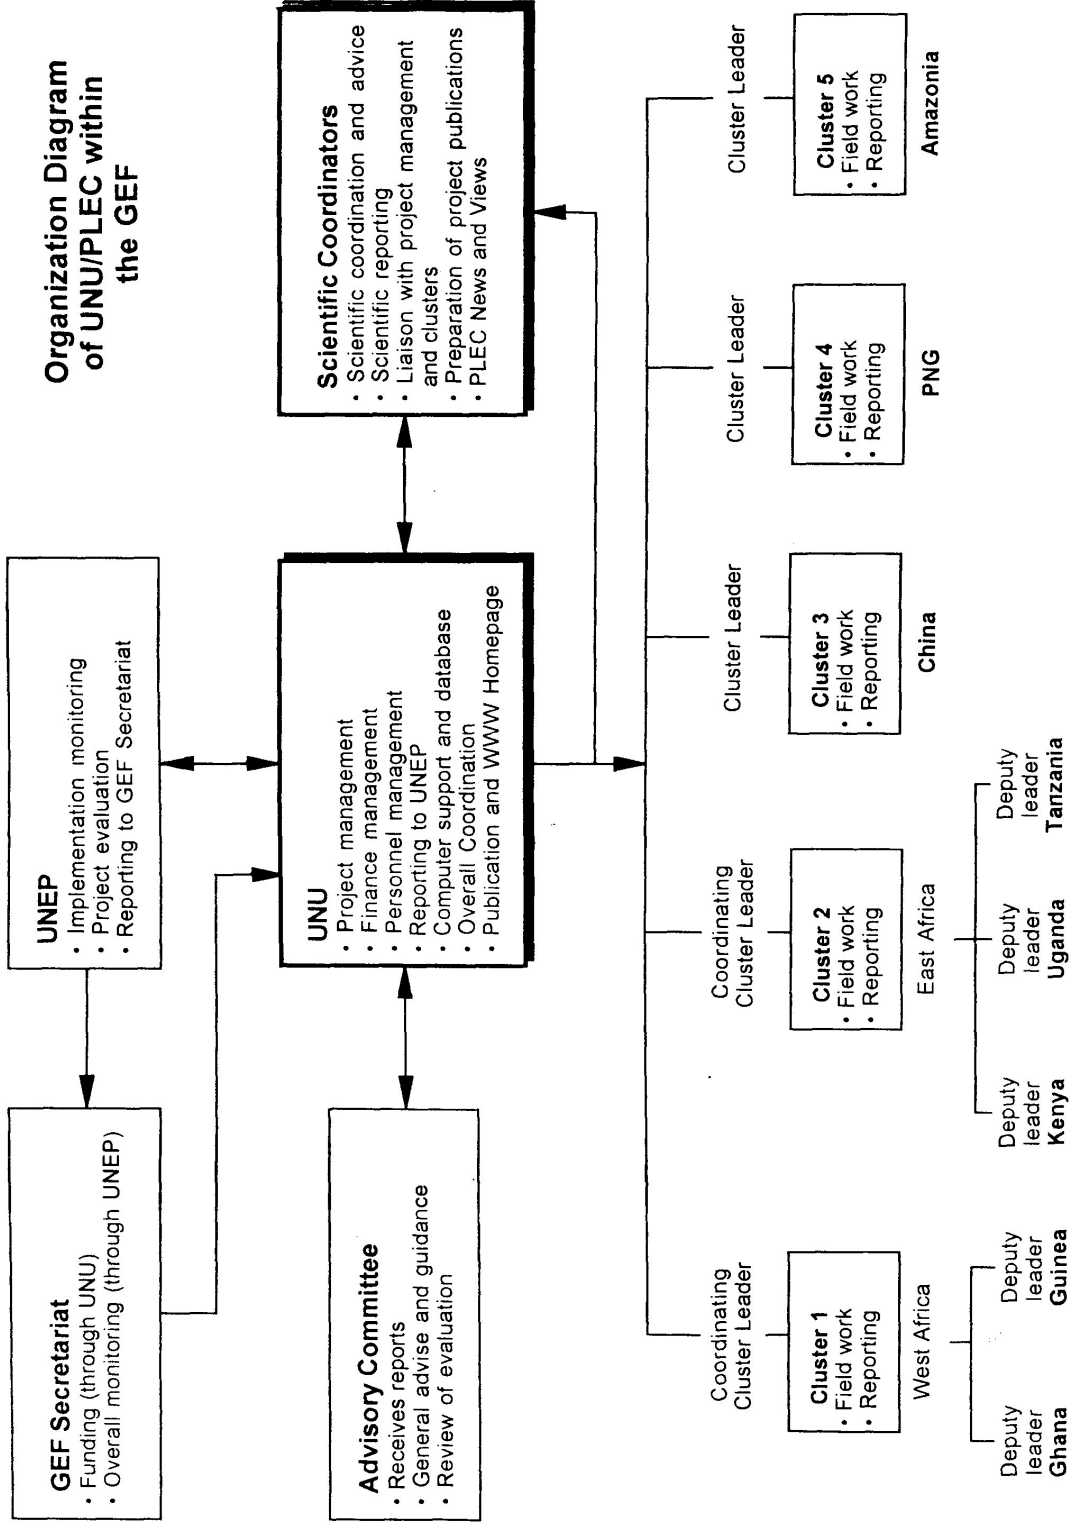 Organization Diagram
of UNU/PLEC within
the GEF
GEF Secretariat
• Funding (through UNU)
• Overall monitoring (through UNEP)
UNEP
• Implementation monitoring
• Project evaluation
• Reporting to GEF Secretariat
Advisory Committee
• Receives reports
• General advise and guidance
• Review of evaluation
UNU
• Project management
• Finance management
• Personnel management
• Reporting to UNEP
• Computer support and database
• Overall Coordination
• Publication and WWW Homepage
Scientific Coordinators
• Scientific coordination and advice
• Scientific reporting
• Liaison with project management
and clusters
• Preparation of project publications
• PLEC News and Views
Coordinating
Cluster Leader
Cluster 1
• Field work
• Reporting
West Africa
Deputy
leader
Ghana
Deputy
leader
Guinea
Coordinating
Cluster Leader
Cluster 2
• Field work
• Reporting
East Africa
Deputy
leader
Kenya
Deputy
leader
Uganda
Deputy
leader
Tanzania
Cluster Leader
Cluster 3
• Field work
• Reporting
China
Cluster Leader
Cluster 4
• Field work
• Reporting
PNG
Cluster Leader
Cluster 5
• Field work
• Reporting
Amazonia